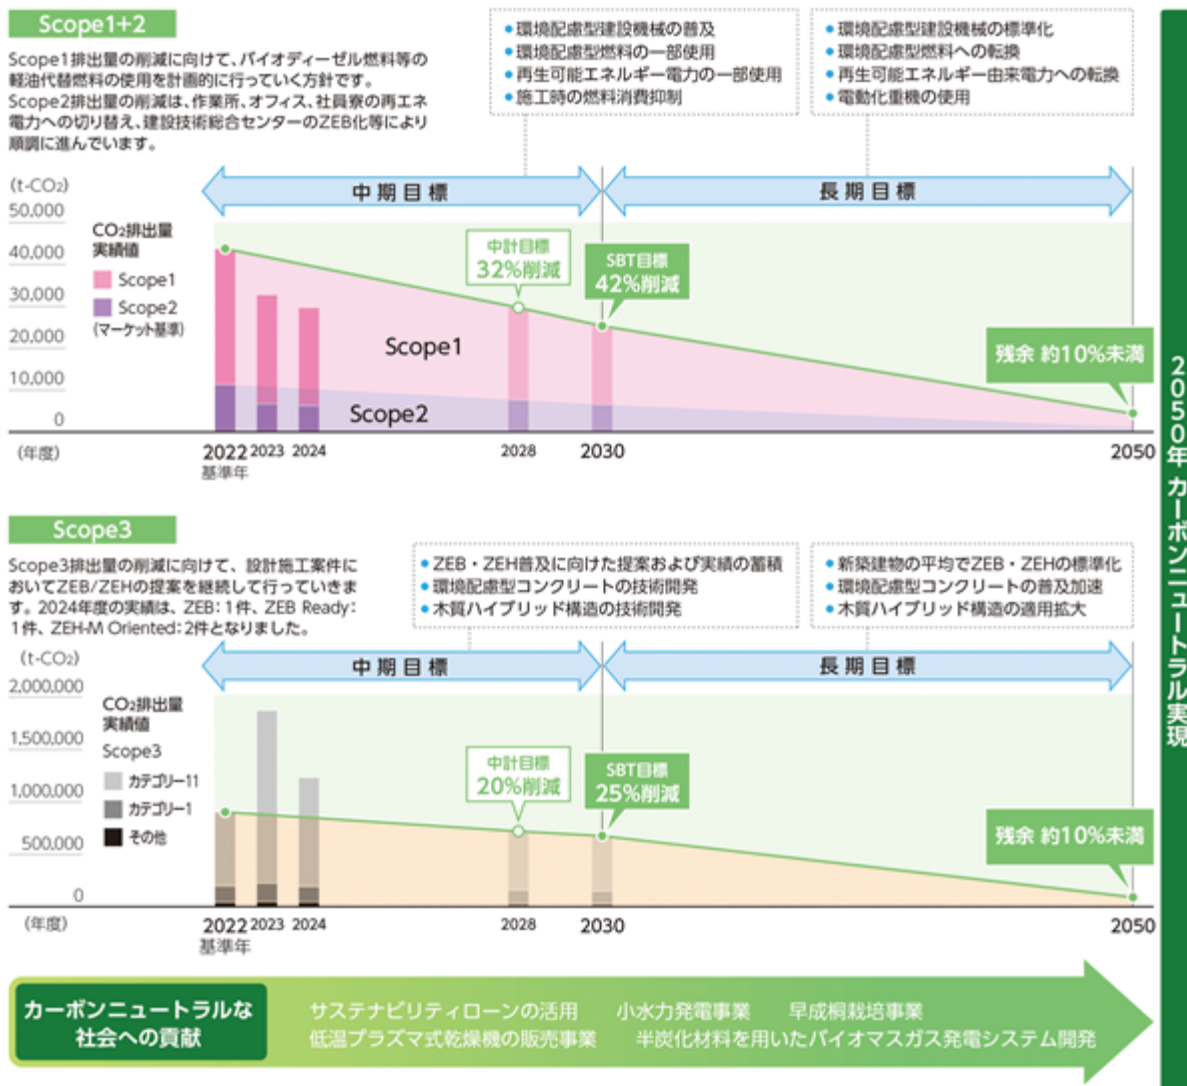 Scope1+2
Scope1排出量の削減に向けて、バイオディーゼル燃料等の
軽油代替燃料の使用を計画的に行っていく方針です。
Scope2排出量の削減は、作業所、オフィス、社員寮の再エネ
電力への切り替え、建設技術総合センターのZEB化等により
順調に進んでいます。
•環境配慮型建設機械の普及
•環境配慮型燃料の一部使用
•再生可能エネルギー電力の一部使用
•施工時の燃料消費抑制
•環境配慮型建設機械の標準化
•環境配慮型燃料への転換
•再生可能エネルギー由来電力への転換
•電動化重機の使用
中期目標
長期目標
(t-CO₂)
50,000
40,000
30,000
20,000
10,000
0
(年度)
CO₂排出量
実績値
Scope1
Scope2
(マーケット基準)
中計目標
32%削減
SBT目標
42%削減
残余 約10%未満
Scope1
Scope2
2022
基準年
2023
2024
2028
2030
2050
Scope3
Scope3排出量の削減に向けて、設計施工案件に
おいてZEB/ZEHの提案を継続して行っていきま
す。2024年度の実績は、ZEB：1件、ZEB Ready：
1件、ZEH-M Oriented：2件となりました。
•ZEB・ZEH普及に向けた提案および実績の蓄積
•環境配慮型コンクリートの技術開発
•木質ハイブリッド構造の技術開発
•新築建物の平均でZEB・ZEHの標準化
•環境配慮型コンクリートの普及加速
•木質ハイブリッド構造の適用拡大
中期目標
長期目標
(t-CO₂)
2,000,000
1,500,000
1,000,000
500,000
0
(年度)
CO₂排出量
実績値
Scope3
カテゴリー11
カテゴリー1
その他
中計目標
20%削減
SBT目標
25%削減
残余 約10%未満
2022
基準年
2023
2024
2028
2030
2050
2050年 カーボンニュートラル実現
カーボンニュートラルな
社会への貢献
サステナビリティローンの活用 小水力発電事業 早成桐栽培事業
低温プラズマ式乾燥機の販売事業 半炭化材料を用いたバイオマスガス発電システム開発